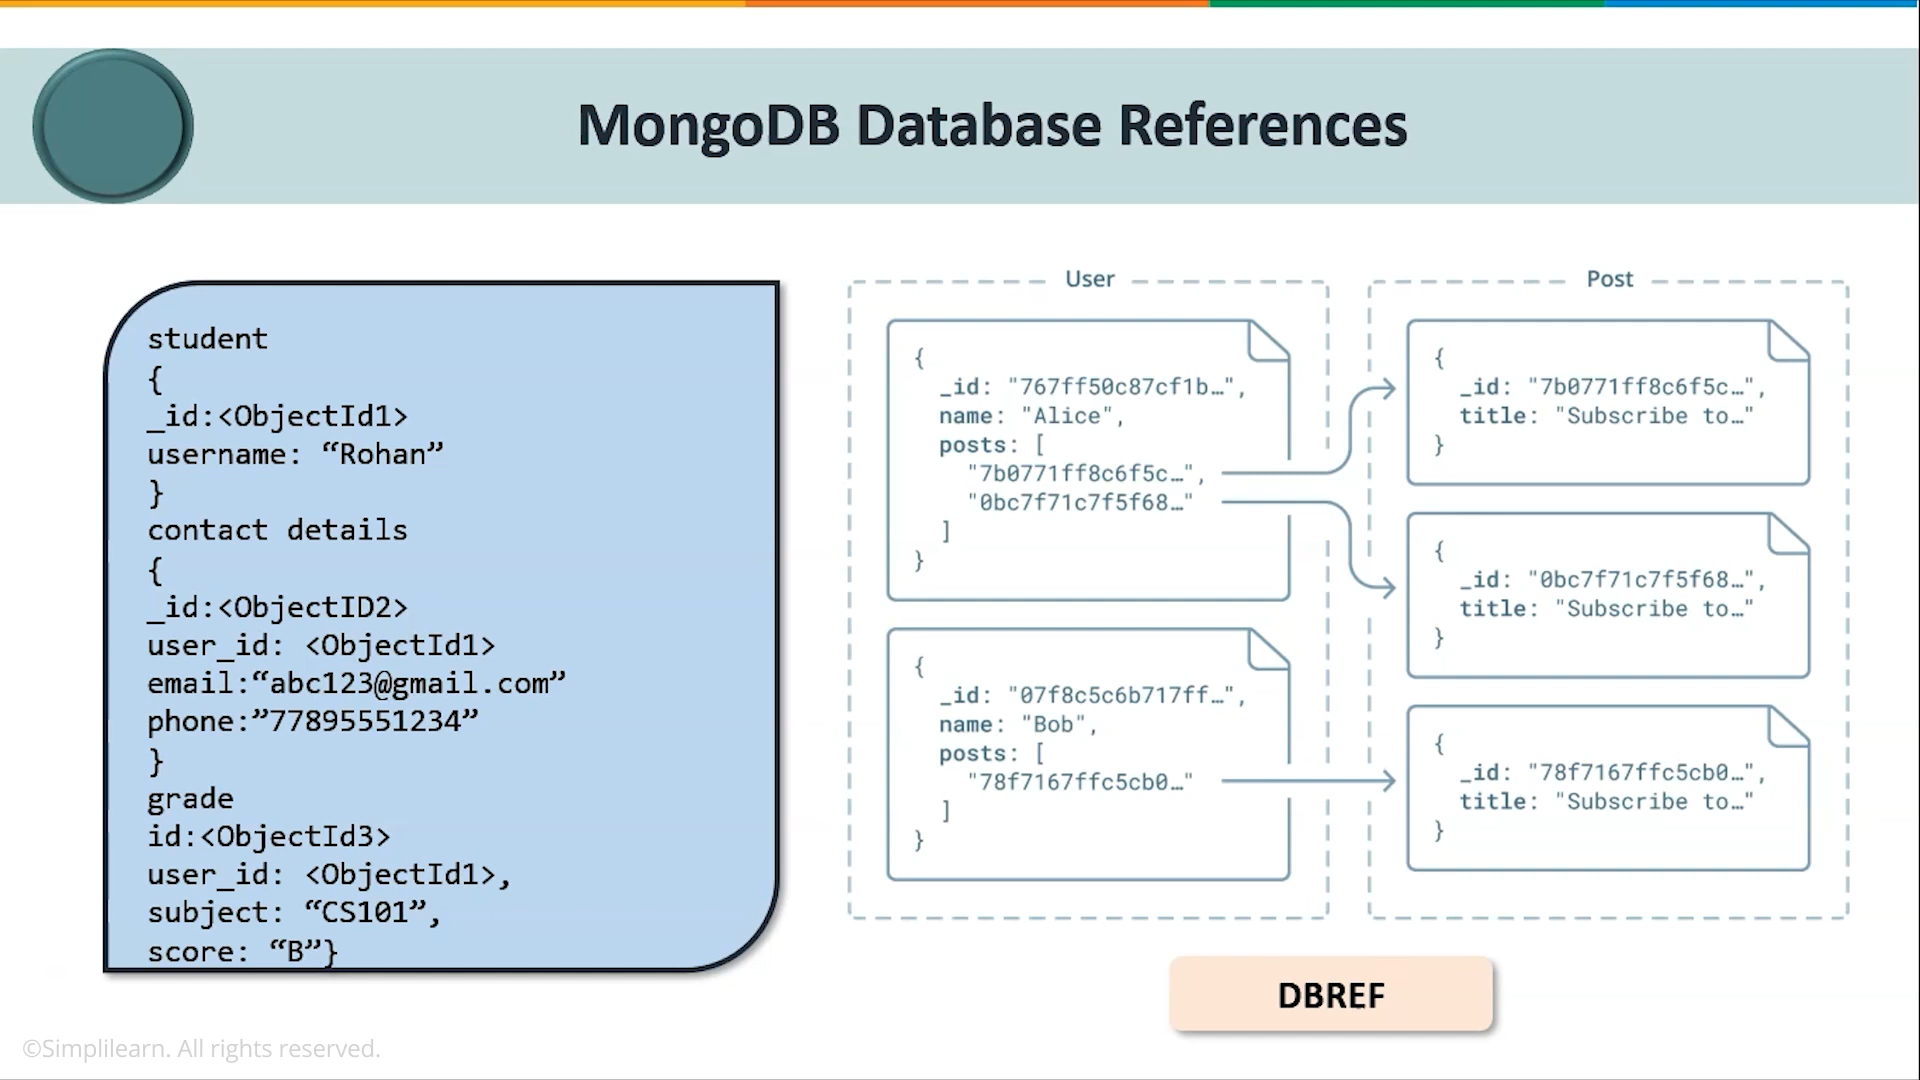 MongoDB Database References
student
{
_id:<ObjectId1>
username: “Rohan”
}
contact details
{
_id:<ObjectID2>
user_id: <ObjectId1>
email:“abc123@gmail.com”
phone:”77895551234”
}
grade
id:<ObjectId3>
user_id: <ObjectId1>,
subject: “CS101”,
score: “B”}
User
{
_id: "767ff50c87cf1b…",
name: "Alice",
posts: [
"7b0771ff8c6f5c…",
"0bc7f71c7f5f68…"
]
}
{
_id: "07f8c5c6b717ff…",
name: "Bob",
posts: [
"78f7167ffc5cb0…"
]
}
Post
{
_id: "7b0771ff8c6f5c…",
title: "Subscribe to…"
}
{
_id: "0bc7f71c7f5f68…",
title: "Subscribe to…"
}
{
_id: "78f7167ffc5cb0…",
title: "Subscribe to…"
}
DBREF
©Simplilearn. All rights reserved.